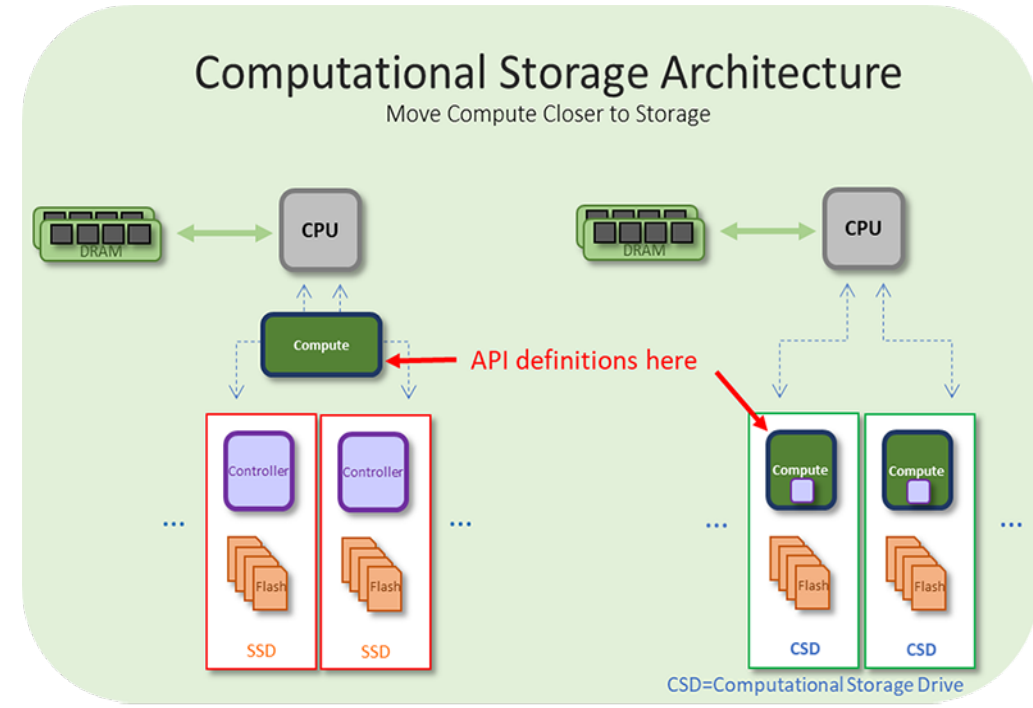 Computational Storage Architecture
Move Compute Closer to Storage
DRAM
CPU
DRAM
CPU
Compute
API definitions here
Controller
Controller
Compute
Compute
...
...
...
...
Flash
Flash
Flash
Flash
SSD
SSD
CSD
CSD
CSD=Computational Storage Drive